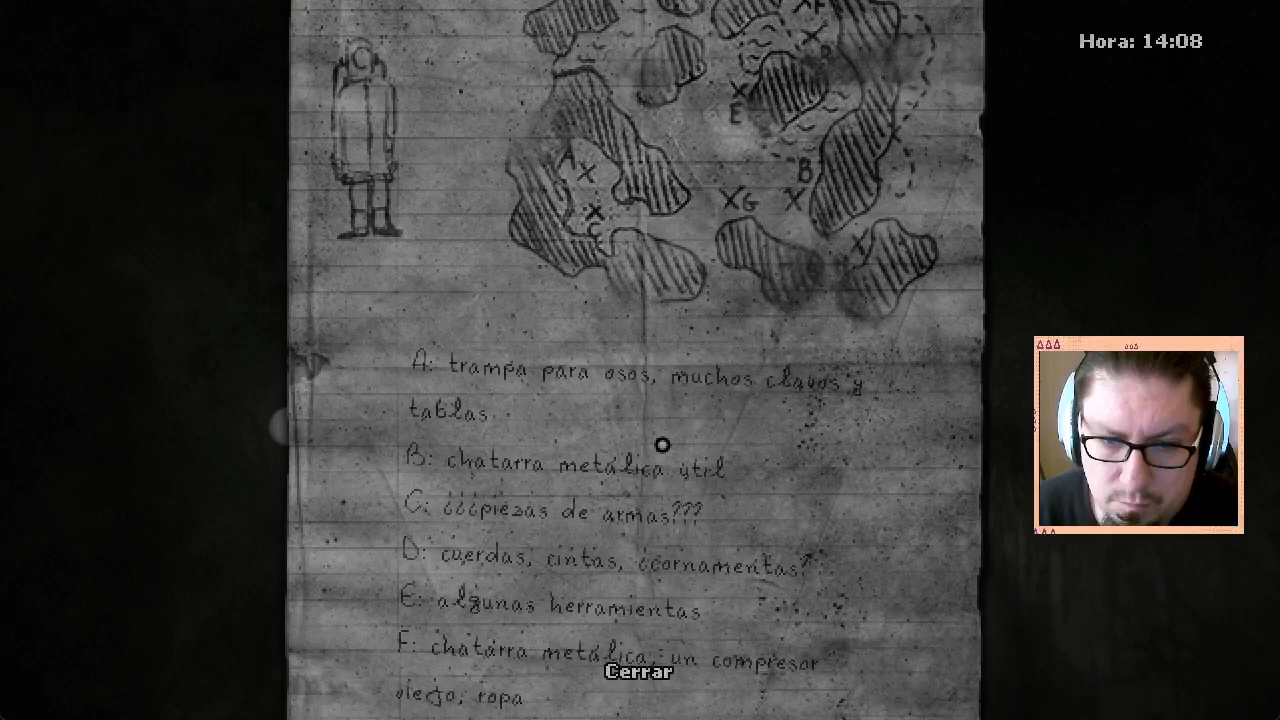 Hora: 14:08
F
D
E
A
B
G
C
A: trampa para osos, muchos clavos y
tablas.
B: chatarra metálica útil
C: ¿¿¿piezas de armas???
D: cuerdas, cintas, ¿cornamentas?
E: algunas herramientas
F: chatarra metálica, un compresor
viejo, ropa
Cerrar